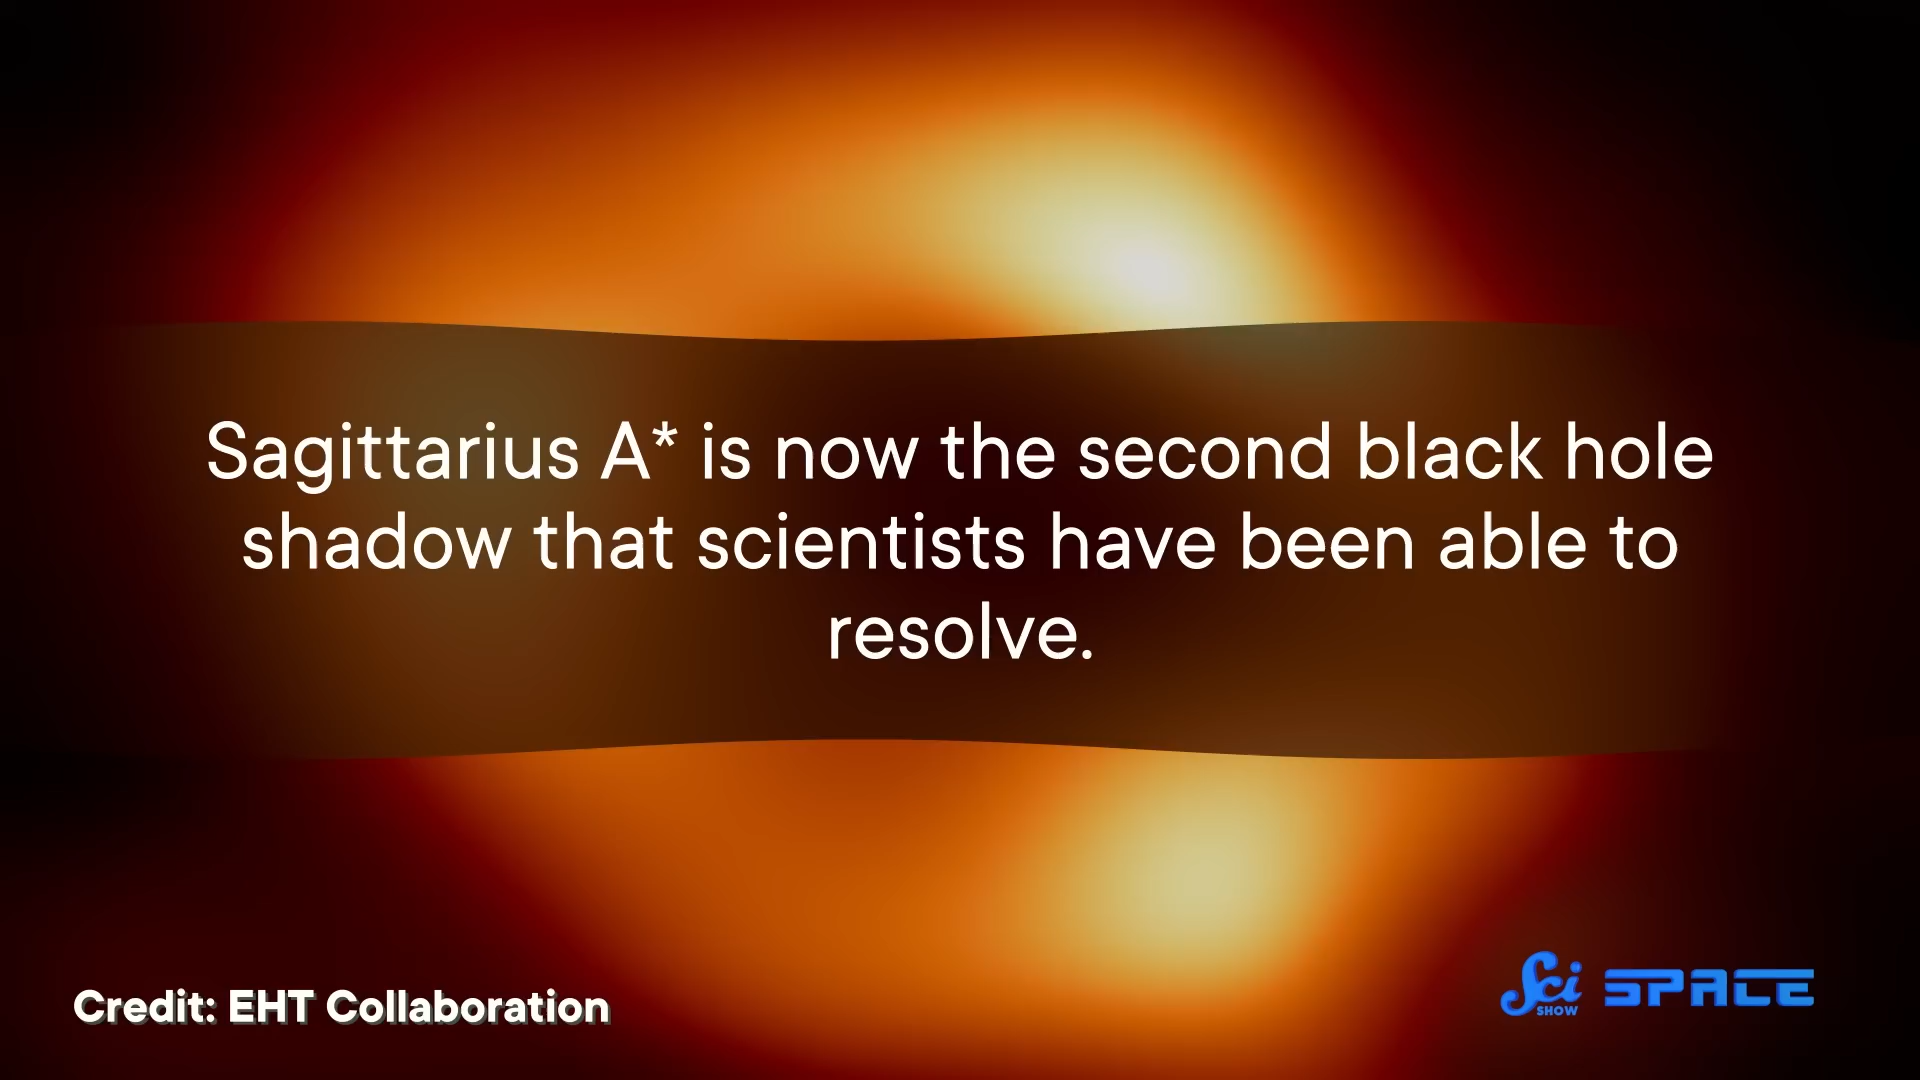 Sagittarius A* is now the second black hole
shadow that scientists have been able to
resolve.
Credit: EHT Collaboration
Sci SHOW SPACE